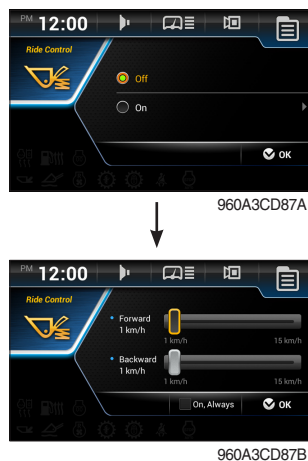 PM 12:00
Ride Control
Off
On
OK
960A3CD87A
PM 12:00
Ride Control
Forward
1 km/h
1 km/h 15 km/h
Backward
1 km/h
1 km/h 15 km/h
On, Always OK
960A3CD87B